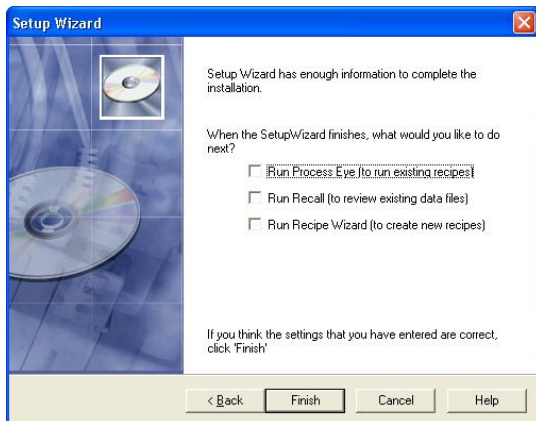 Setup Wizard
Setup Wizard has enough information to complete the
installation.
When the SetupWizard finishes, what would you like to do
next?
Run Process Eye (to run existing recipes)
Run Recall (to review existing data files)
Run Recipe Wizard (to create new recipes)
If you think the settings that you have entered are correct,
click 'Finish'
< Back Finish Cancel Help